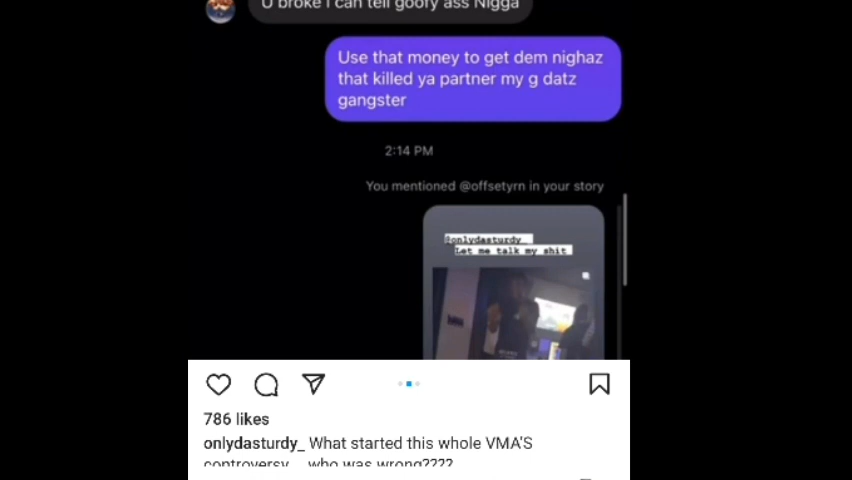 U broke I can tell goofy ass Nigga
Use that money to get dem nighaz
that killed ya partner my g datz
gangster
2:14 PM
You mentioned @offsetyrn in your story
@onlydasturdy_
Let me talk my shit
786 likes
onlydasturdy_ What started this whole VMA'S
controversy... who was wrong????